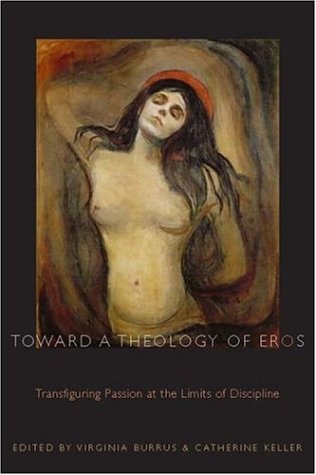 TOWARD A THEOLOGY OF EROS
Transfiguring Passion at the Limits of Discipline
EDITED BY VIRGINIA BURRUS & CATHERINE KELLER